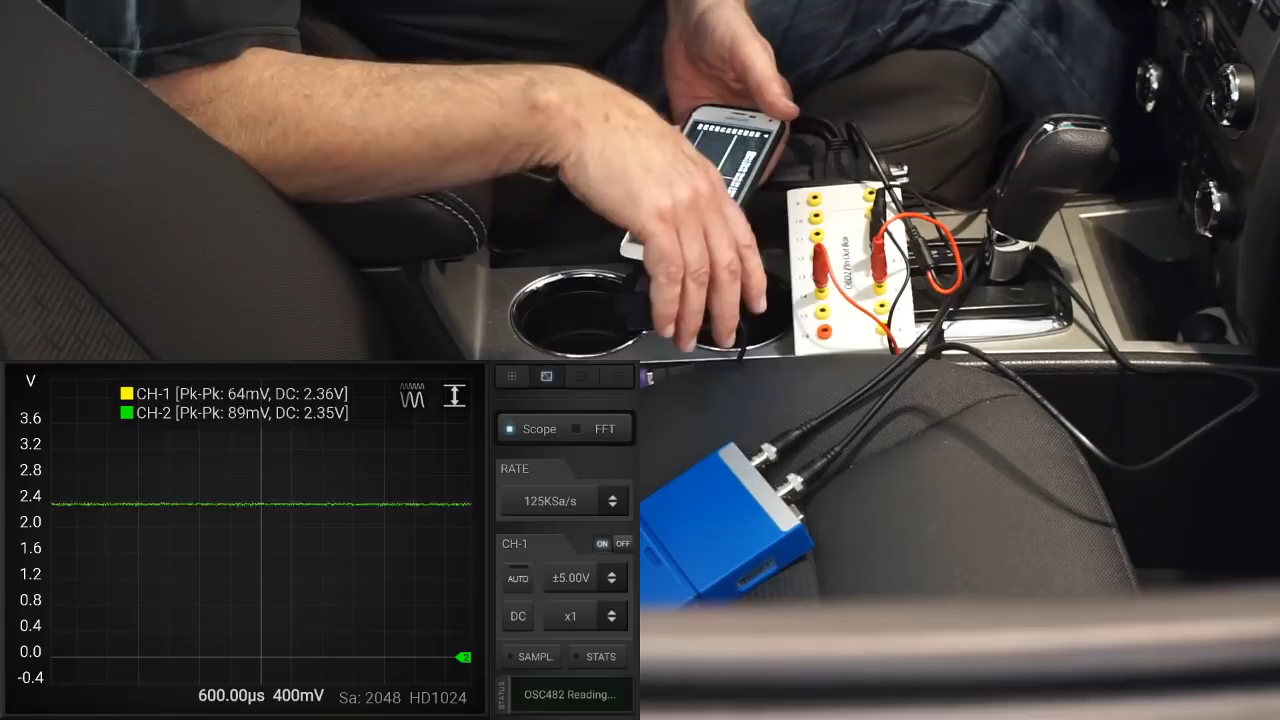 OBD2 Pin Out Box
V
CH-1 [Pk-Pk: 64mV, DC: 2.36V]
CH-2 [Pk-Pk: 89mV, DC: 2.35V]
3.6
3.2
2.8
2.4
2.0
1.6
1.2
0.8
0.4
0.0
-0.4
2
600.00µs 400mV Sa: 2048 HD1024
Scope FFT
RATE
125KSa/s
CH-1 ON OFF
AUTO ±5.00V
DC x1
SAMPL. STATS
STATUS
OSC482 Reading...